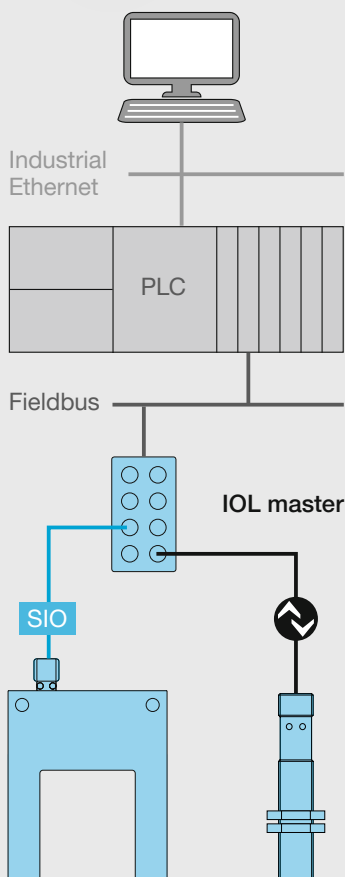 Industrial
Ethernet
PLC
Fieldbus
IOL master
SIO